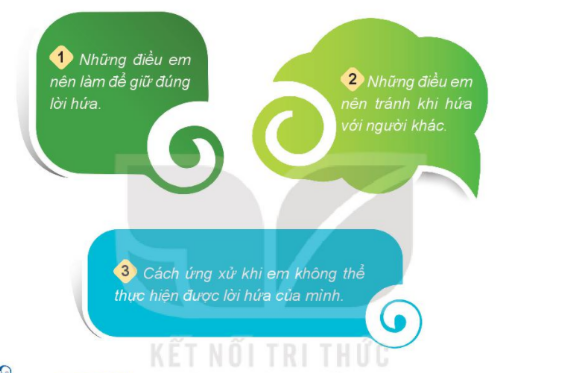 1 Những điều em
nên làm để giữ đúng
lời hứa.
2 Những điều em
nên tránh khi hứa
với người khác.
3 Cách ứng xử khi em không thể
thực hiện được lời hứa của mình.
KẾT NỐI TRI THỨC